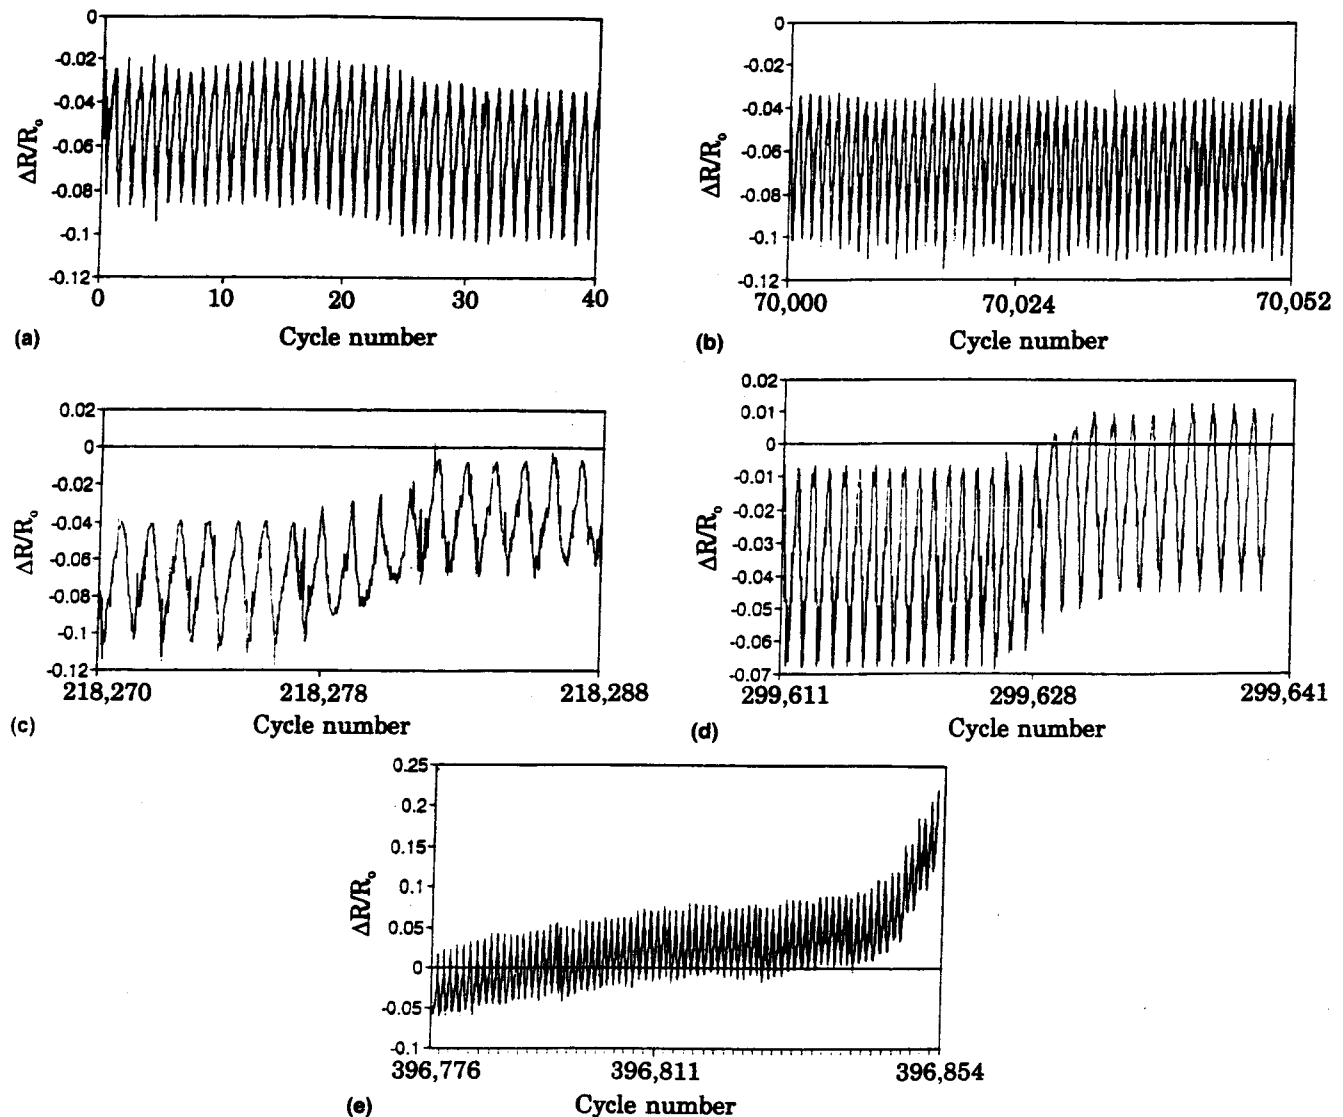 0
-0.02
-0.04
-0.06
-0.08
-0.1
-0.12
ΔR/R₀
0 10 20 30 40
Cycle number
(a)
0
-0.02
-0.04
-0.06
-0.08
-0.1
-0.12
ΔR/R₀
70,000 70,024 70,052
Cycle number
(b)
0.02
0
-0.02
-0.04
-0.06
-0.08
-0.1
-0.12
ΔR/R₀
218,270 218,278 218,288
Cycle number
(c)
0.02
0.01
0
-0.01
-0.02
-0.03
-0.04
-0.05
-0.06
-0.07
ΔR/R₀
299,611 299,628 299,641
Cycle number
(d)
0.25
0.2
0.15
0.1
0.05
0
-0.05
-0.1
ΔR/R₀
396,776 396,811 396,854
Cycle number
(e)